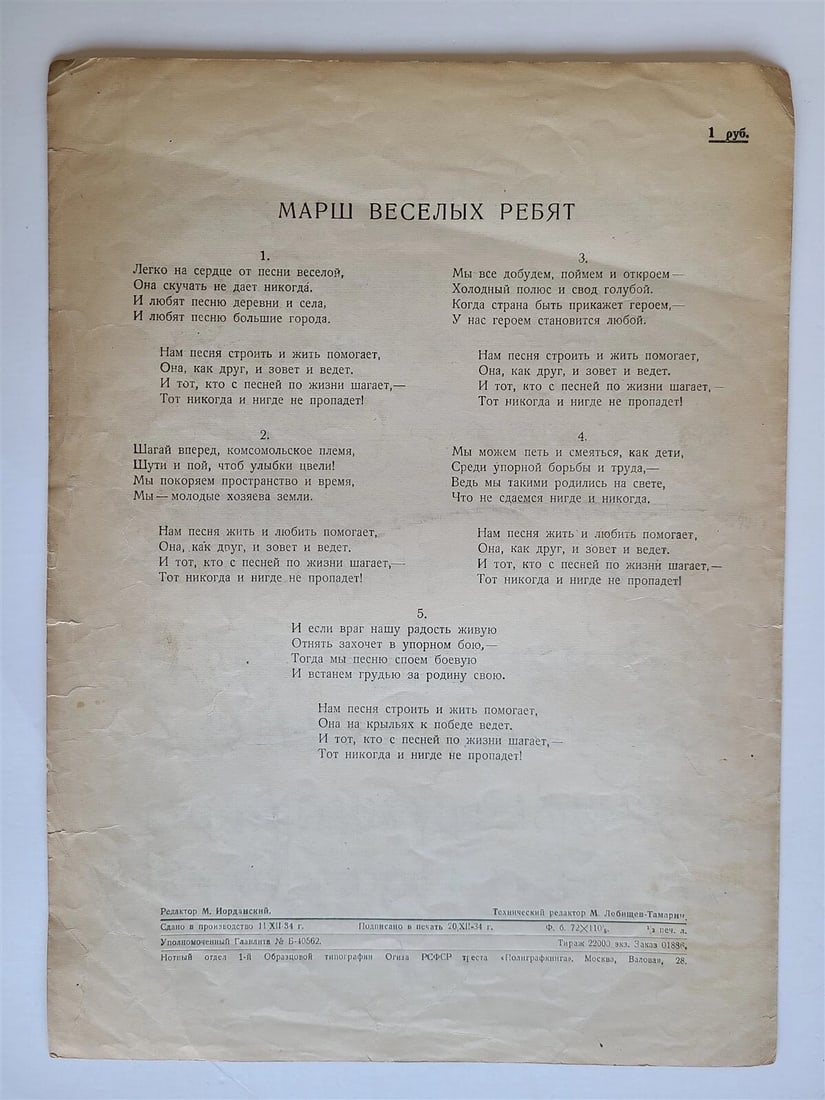 1 руб.
МАРШ ВЕСЕЛЫХ РЕБЯТ
1.
Легко на сердце от песни веселой,
Она скучать не дает никогда.
И любят песню деревни и села,
И любят песню большие города.
Нам песня строить и жить помогает,
Она, как друг, и зовет и ведет.
И тот, кто с песней по жизни шагает,—
Тот никогда и нигде не пропадет!
2.
Шагай вперед, комсомольское племя,
Шути и пой, чтоб улыбки цвели!
Мы покоряем пространство и время,
Мы — молодые хозяева земли.
Нам песня жить и любить помогает,
Она, как друг, и зовет и ведет.
И тот, кто с песней по жизни шагает,—
Тот никогда и нигде не пропадет!
3.
Мы все добудем, поймем и откроем —
Холодный полюс и свод голубой.
Когда страна быть прикажет героем,—
У нас героем становится любой.
Нам песня строить и жить помогает,
Она, как друг, и зовет и ведет.
И тот, кто с песней по жизни шагает,—
Тот никогда и нигде не пропадет!
4.
Мы можем петь и смеяться, как дети,
Среди упорной борьбы и труда,—
Ведь мы такими родились на свете,
Что не сдаемся нигде и никогда.
Нам песня жить и любить помогает,
Она, как друг, и зовет и ведет.
И тот, кто с песней по жизни шагает,—
Тот никогда и нигде не пропадет!
5.
И если враг нашу радость живую
Отнять захочет в упорном бою,—
Тогда мы песню споем боевую
И встанем грудью за родину свою.
Нам песня строить и жить помогает,
Она на крыльях к победе ведет.
И тот, кто с песней по жизни шагает,—
Тот никогда и нигде не пропадет!
Редактор М. Иорданский. Технический редактор М. Лобищев-Тамарин.
Сдано в производство 11/XII 34 г. Подписано в печать 20/XII-34 г. Ф. б. 72×110 печ. л.
Уполномоченный Главлита № Б-40562. Тираж 22000 экз. Заказ 01886.
Нотный отдел 1-й Образцовой типографии Огиза РСФСР треста «Полиграфкнига». Москва, Валовая, 28.